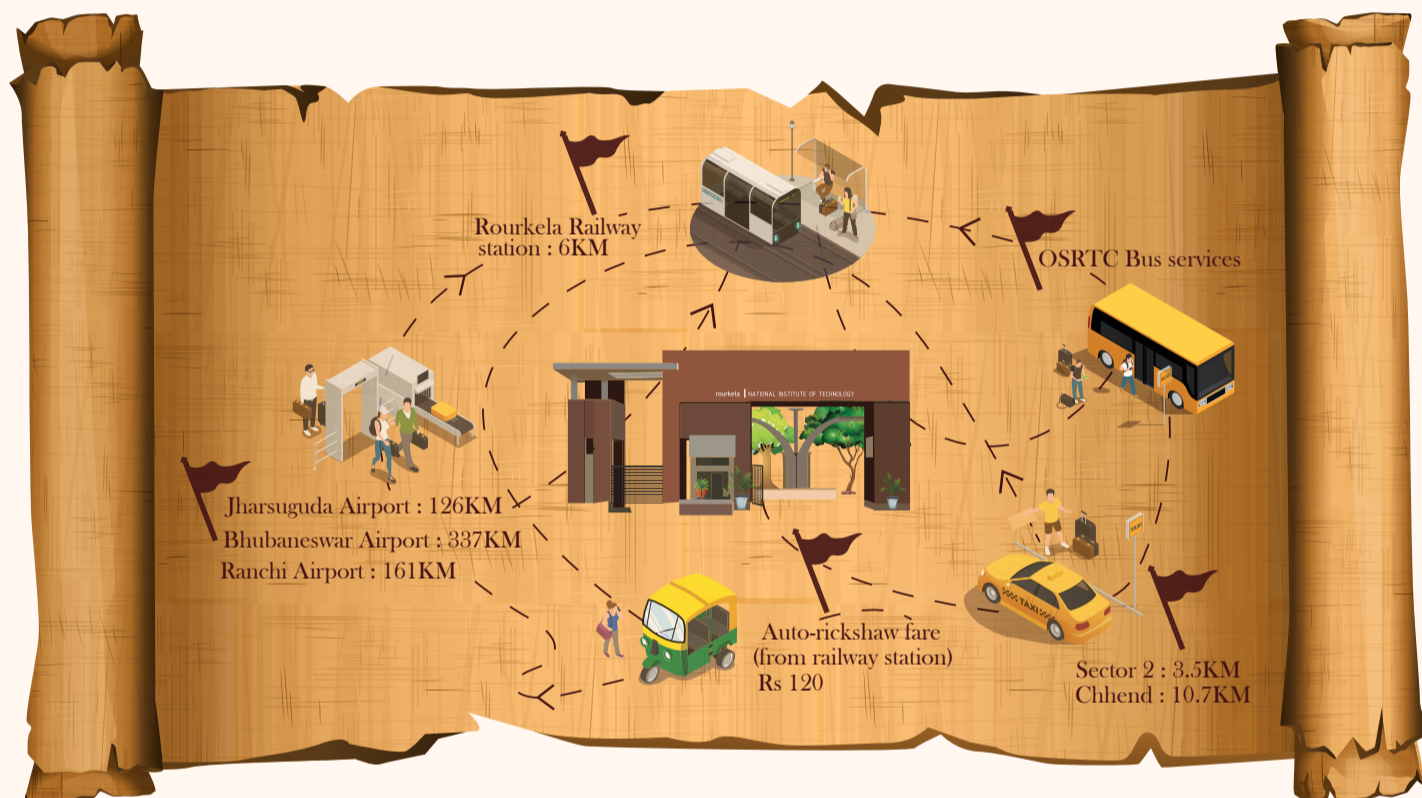 Rourkela Railway
station : 6KM
OSRTC Bus services
rourkela NATIONAL INSTITUTE OF TECHNOLOGY
Jharsuguda Airport : 126KM
Bhubaneswar Airport : 337KM
Ranchi Airport : 161KM
TAXI
TAXI
Auto-rickshaw fare
(from railway station)
Rs 120
Sector 2 : 3.5KM
Chhend : 10.7KM